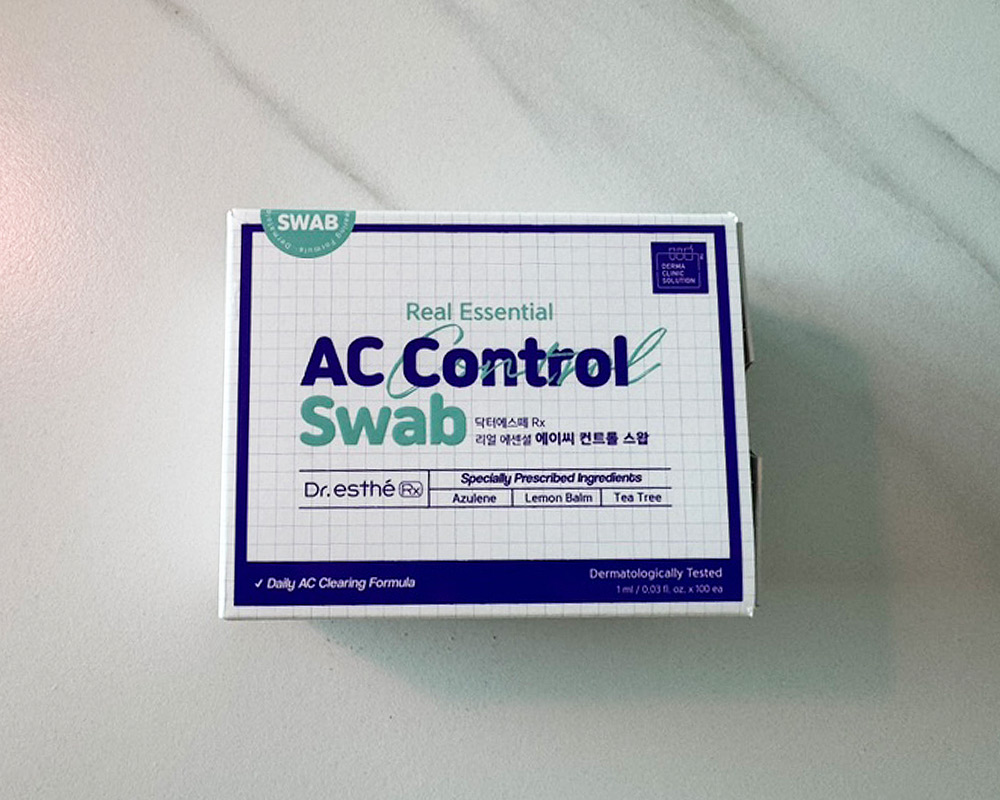 SWAB
DERMA
CLINIC
SOLUTION
Real Essential
AC Control
Control
Swab
닥터에스떼 Rx
리얼 에센셜 에이씨 컨트롤 스왑
Dr.esthé Rx
Specially Prescribed Ingredients
Azulene Lemon Balm Tea Tree
✓ Daily AC Clearing Formula
Dermatologically Tested
1 ml / 0.03 fl. oz. x 100 ea